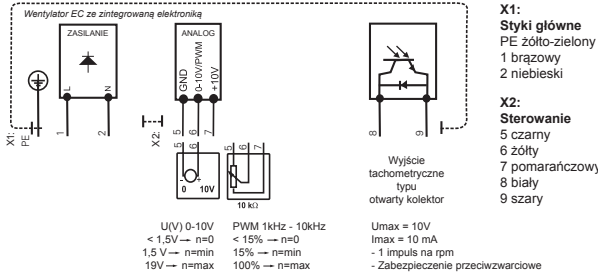 Wentylator EC ze zintegrowaną elektroniką
ZASILANIE
L
N
ANALOG
GND
0-10V/PWM
+10V
X1:
PE
1
2
X2:
5
6
7
8
9
5
6
- +
0 10V
5
6
7
10 kΩ
Wyjście
tachometryczne
typu
otwarty kolektor
U(V) 0-10V
< 1,5V → n=0
1,5 V → n=min
19V → n=max
PWM 1kHz - 10kHz
< 15% → n=0
15% → n=min
100% → n=max
Umax = 10V
Imax = 10 mA
- 1 impuls na rpm
- Zabezpieczenie przeciwzwarciowe
X1:
Styki główne
PE żółto-zielony
1 brązowy
2 niebieski
X2:
Sterowanie
5 czarny
6 żółty
7 pomarańczowy
8 biały
9 szary